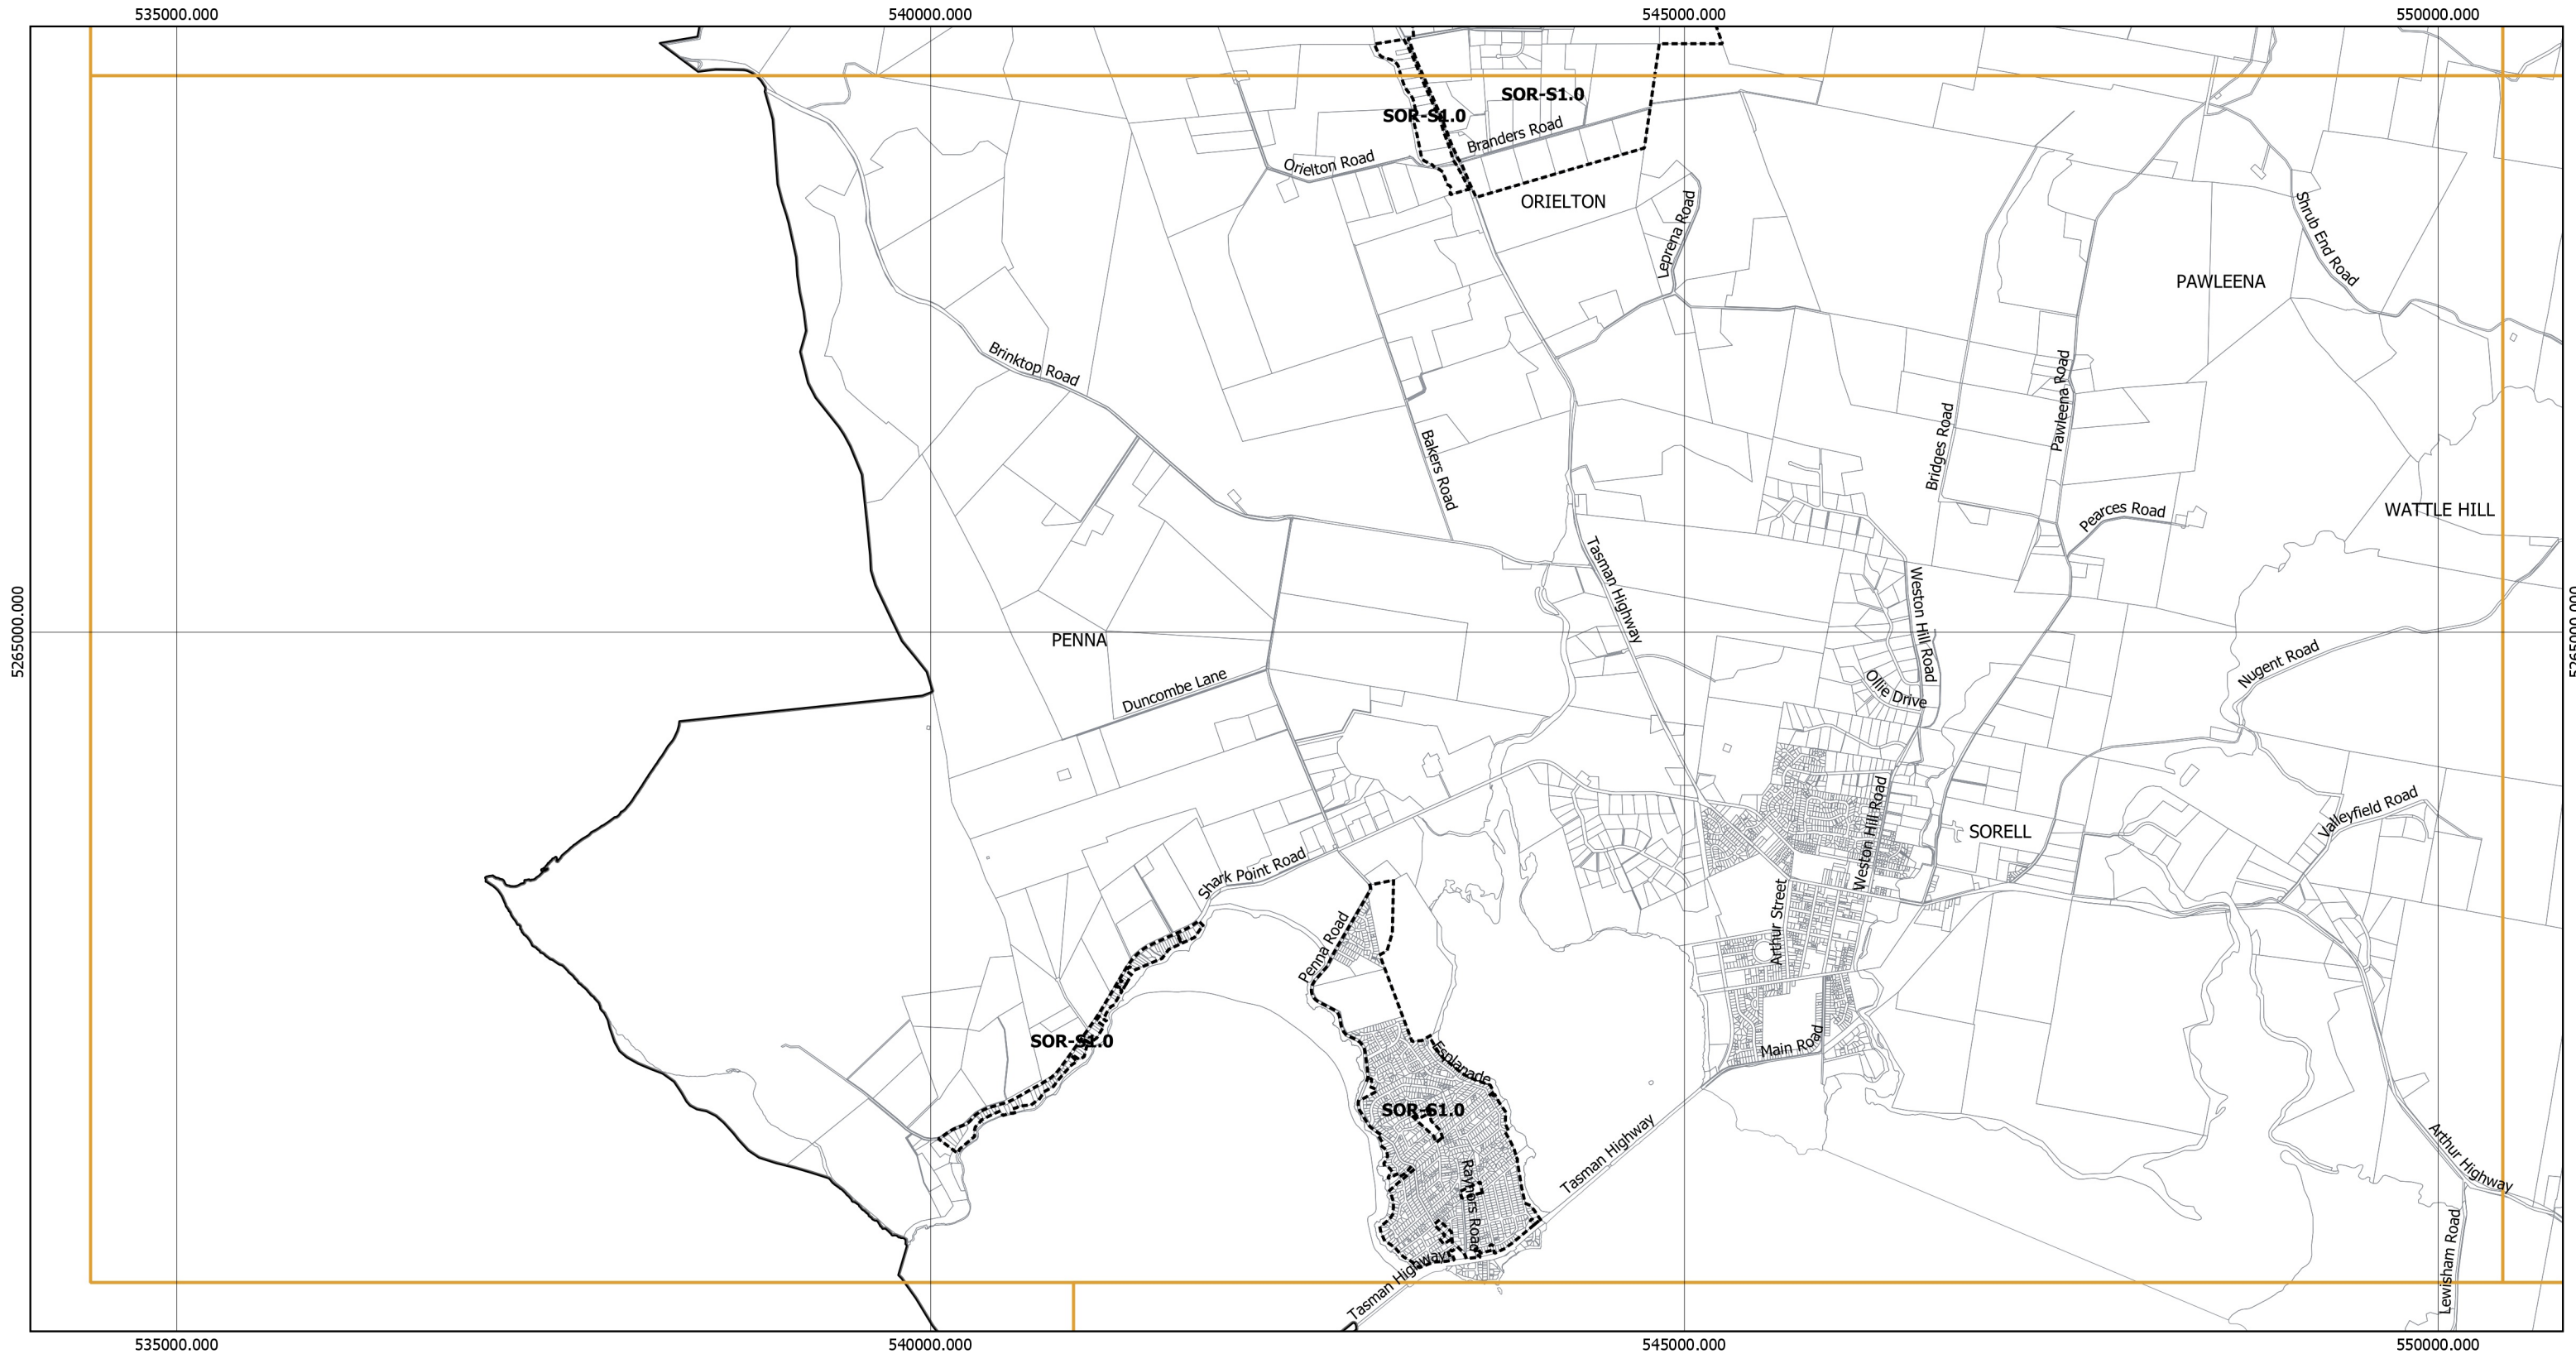 535000.000
540000.000
545000.000
550000.000
SOR-S1.0
SOR-S1.0
Branders Road
Orielton Road
ORIELTON
Leprena Road
Shrub End Road
PAWLEENA
Brinktop Road
Pawleena Road
Bridges Road
Bakers Road
Pearces Road
WATTLE HILL
Tasman Highway
Weston Hill Road
5265000.000
5265000.000
PENNA
Nugent Road
Duncombe Lane
Ollie Drive
Valleyfield Road
Weston Hill Road
SORELL
Shark Point Road
Arthur Street
Penna Road
SOR-S1.0
Main Road
Esplanade
SOR-S1.0
Tasman Highway
Raynors Road
Arthur Highway
Lewisham Road
Tasman Highway
535000.000
540000.000
545000.000
550000.000